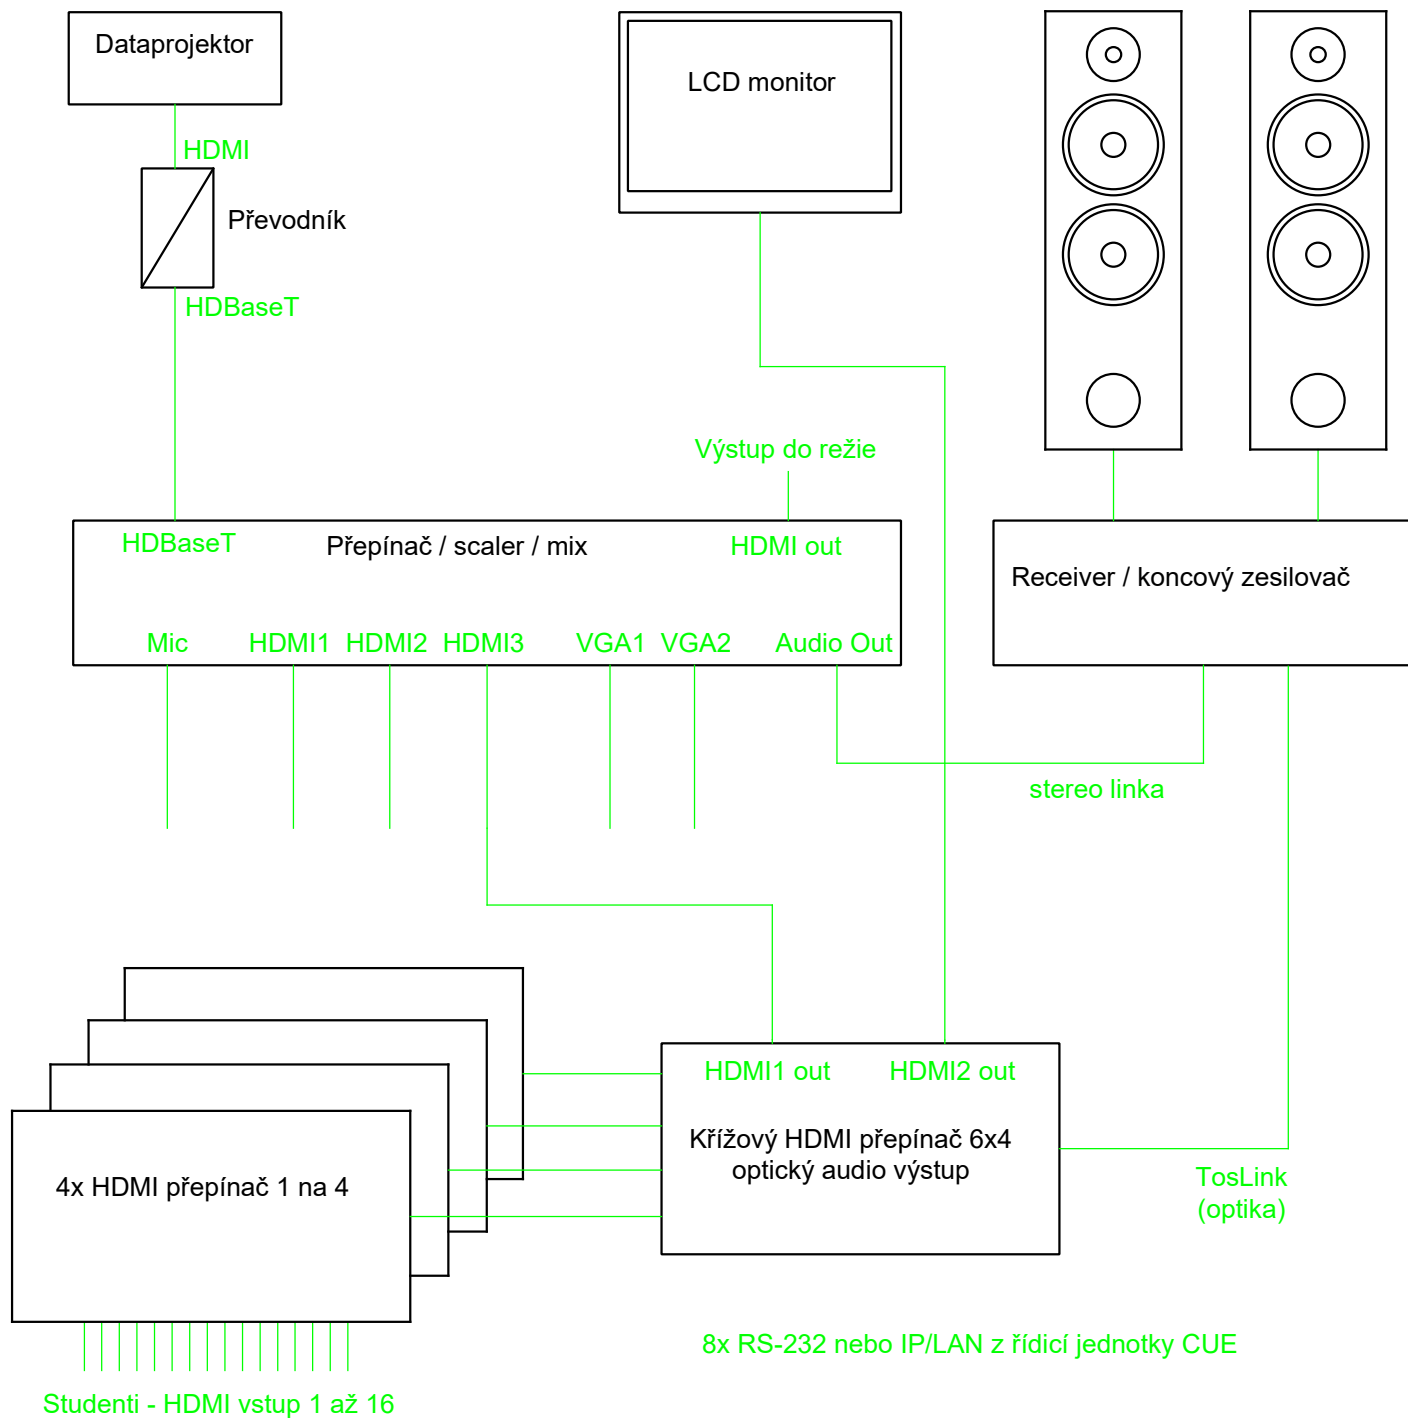 Dataprojektor
LCD monitor
HDMI
Převodník
HDBaseT
Výstup do režie
HDBaseT
Přepínač / scaler / mix
HDMI out
Receiver / koncový zesilovač
Mic
HDMI1
HDMI2
HDMI3
VGA1
VGA2
Audio Out
stereo linka
HDMI1 out
HDMI2 out
Křížový HDMI přepínač 6x4
optický audio výstup
4x HDMI přepínač 1 na 4
TosLink
(optika)
8x RS-232 nebo IP/LAN z řídicí jednotky CUE
Studenti - HDMI vstup 1 až 16